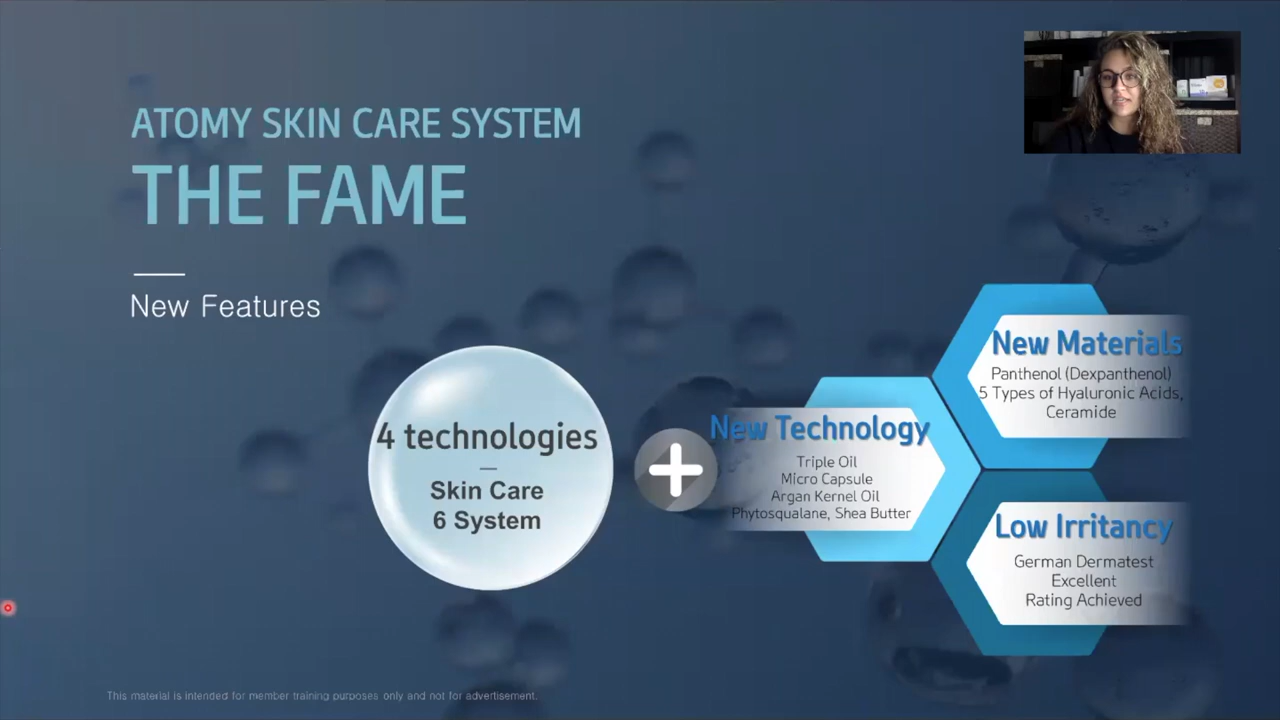 ATOMY SKIN CARE SYSTEM
THE FAME
New Features
4 technologies
Skin Care
6 System
New Technology
Triple Oil
Micro Capsule
Argan Kernel Oil
Phytosqualane, Shea Butter
New Materials
Panthenol (Dexpanthenol)
5 Types of Hyaluronic Acids,
Ceramide
Low Irritancy
German Dermatest
Excellent
Rating Achieved
This material is intended for member training purposes only and not for advertisement.